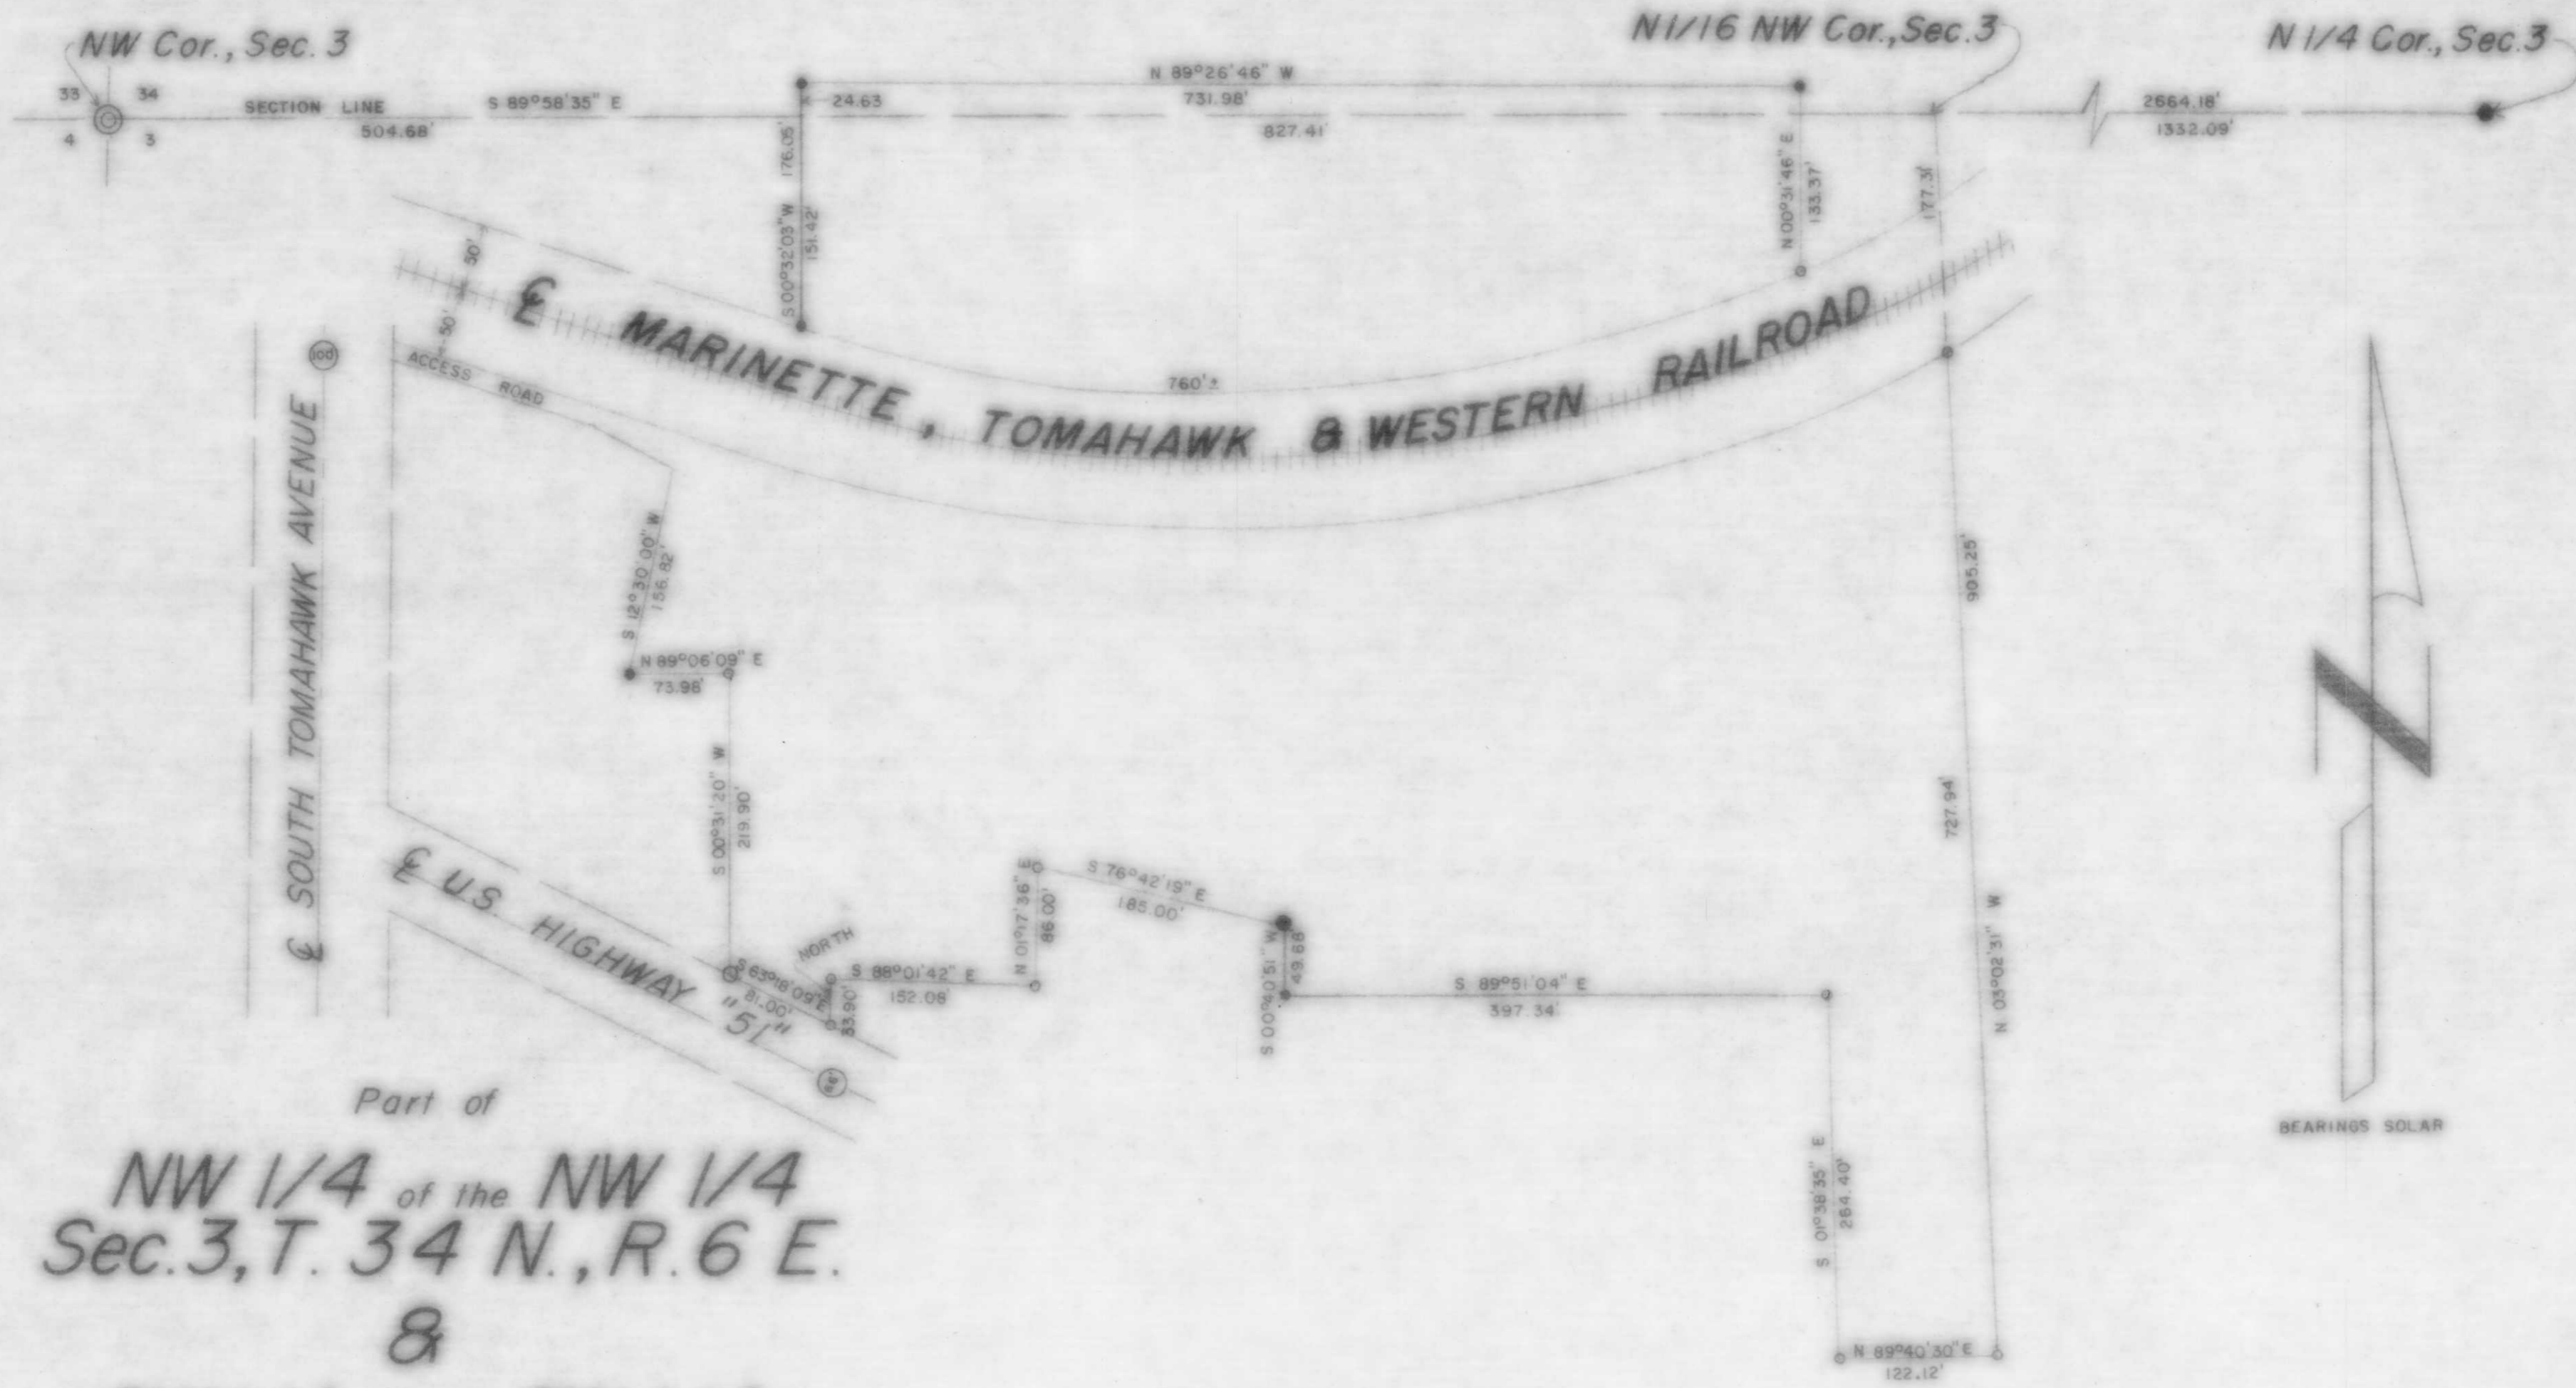 NW Cor., Sec. 3
N 1/16 NW Cor., Sec. 3
N 1/4 Cor., Sec. 3
33 34
4 3
SECTION LINE
S 89°58'35" E
504.68'
24.63
N 89°26'46" W
731.98'
827.41'
2664.18'
1332.09'
S 00°32'03" W 176.05'
151.42'
N 00°31'46" E
133.37'
177.31'
50'
50'
℄ MARINETTE, TOMAHAWK & WESTERN RAILROAD
760'±
ACCESS ROAD
100
℄ SOUTH TOMAHAWK AVENUE
S 12°30'00" W
156.82'
N 89°06'09" E
73.98'
S 00°31'20" W
219.90'
905.25'
727.94'
N 03°02'31" W
℄ U.S. HIGHWAY "51"
66'
S 63°18'09" E
81.00'
NORTH
33.90'
S 88°01'42" E
152.08'
N 01°17'36" E
86.00'
S 76°42'19" E
185.00'
S 00°40'51" W
49.68
S 89°51'04" E
397.34'
S 01°38'35" E
264.40'
N 89°40'30" E
122.12'
N
BEARINGS SOLAR
Part of
NW 1/4 of the NW 1/4
Sec. 3, T. 34 N., R. 6 E.
&